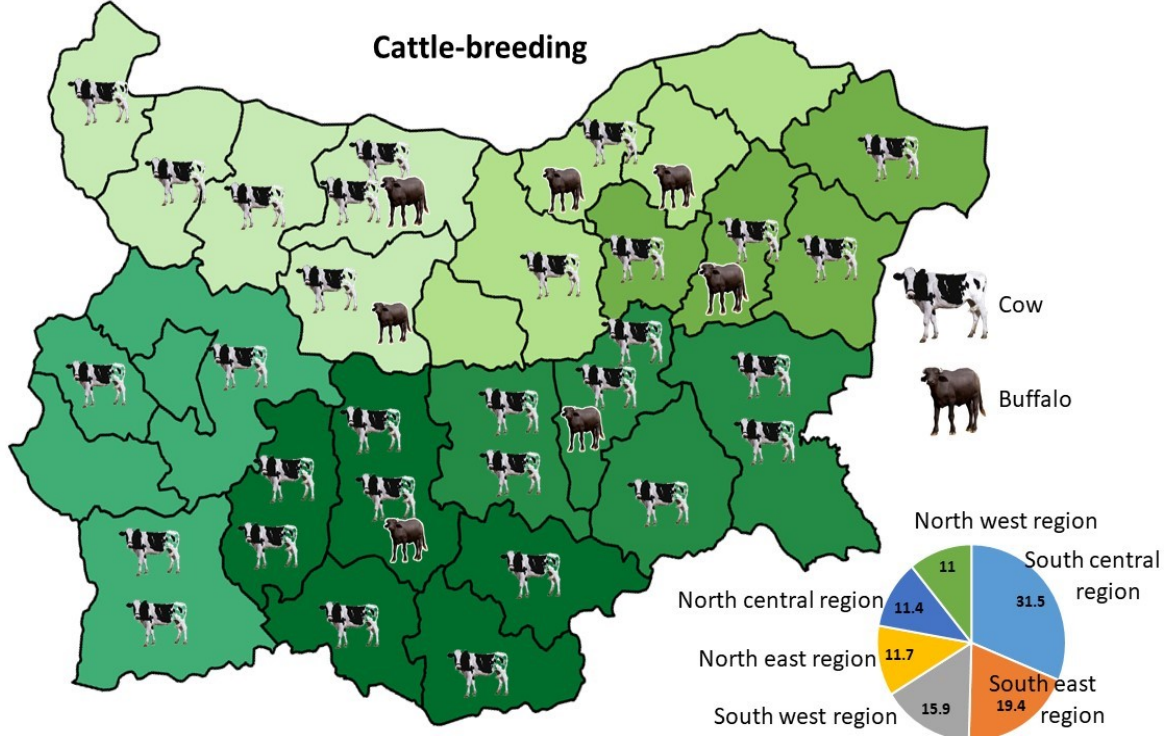 Cattle-breeding
Cow
Buffalo
North west region
11
South central
region
31.5
North central region
11.4
North east region
11.7
South east
region
19.4
South west region
15.9